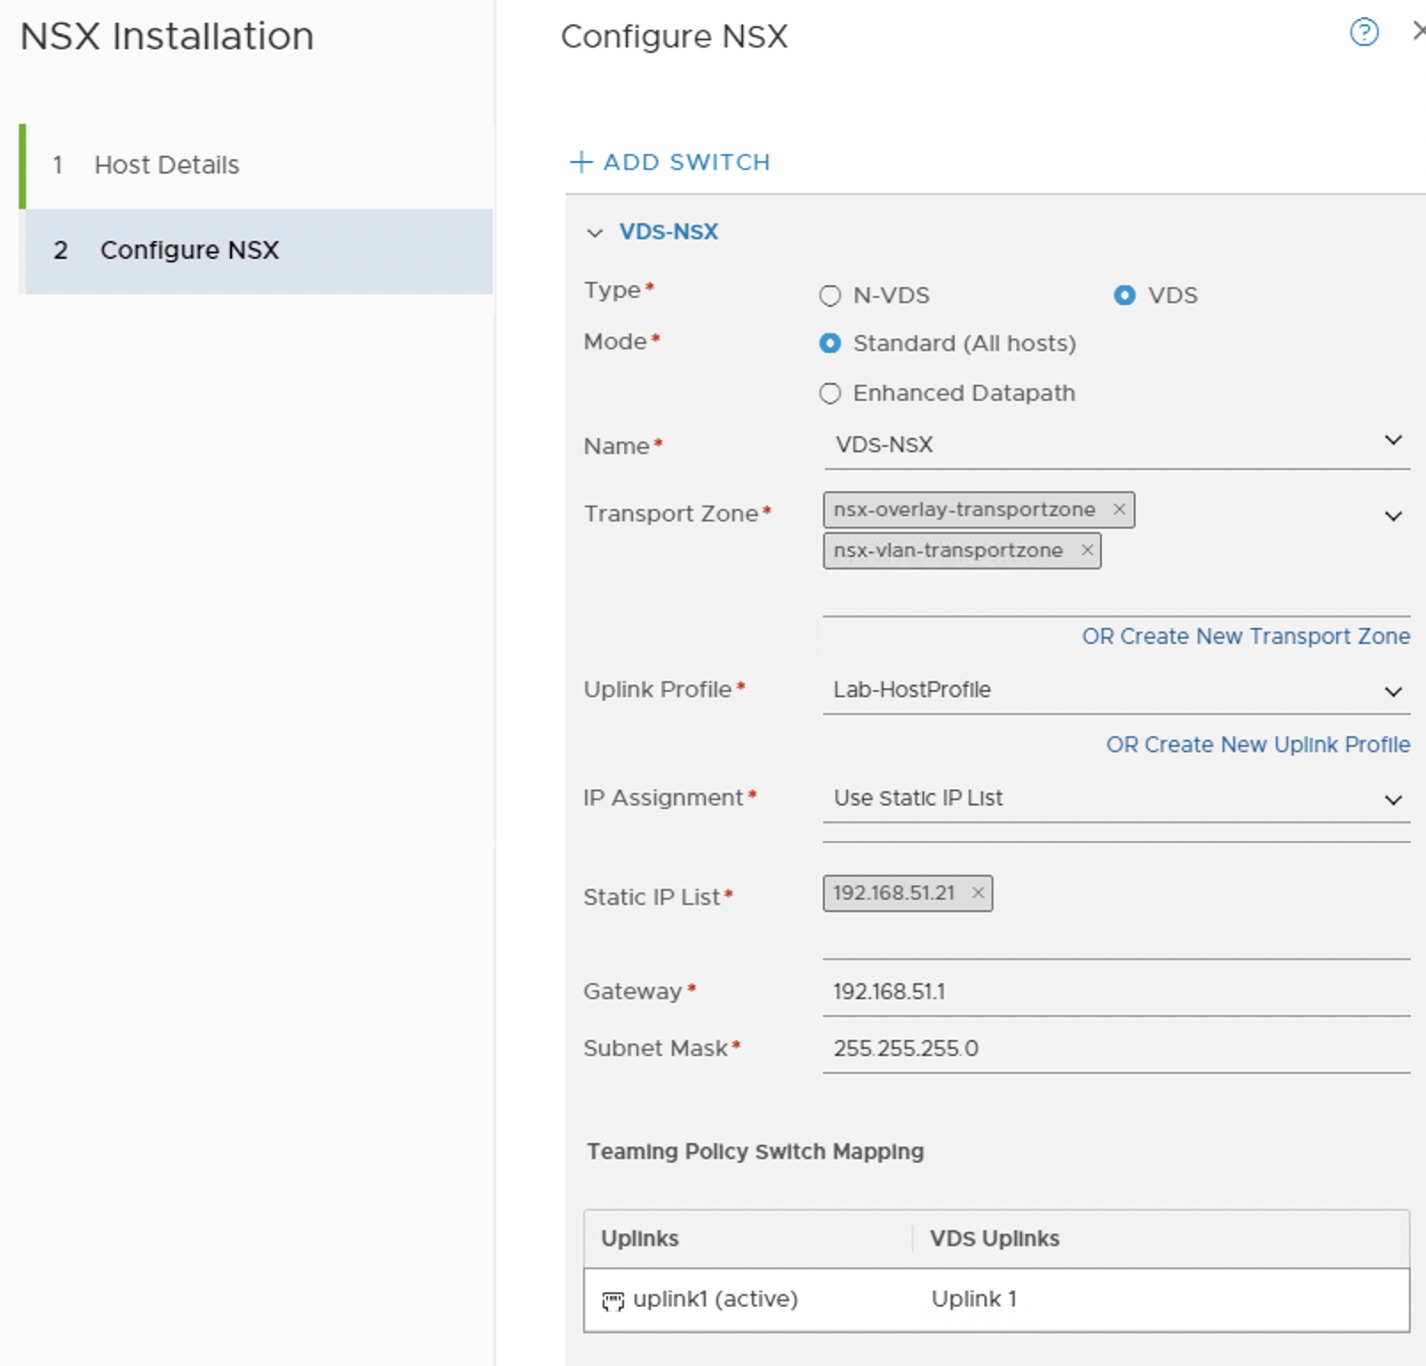 NSX Installation
1 Host Details
2 Configure NSX
Configure NSX
ADD SWITCH
VDS-NSX
Type* N-VDS VDS
Mode* Standard (All hosts)
Enhanced Datapath
Name* VDS-NSX
Transport Zone* nsx-overlay-transportzone
nsx-vlan-transportzone
OR Create New Transport Zone
Uplink Profile* Lab-HostProfile
OR Create New Uplink Profile
IP Assignment* Use Static IP List
Static IP List* 192.168.51.21
Gateway* 192.168.51.1
Subnet Mask* 255.255.255.0
Teaming Policy Switch Mapping
Uplinks VDS Uplinks
uplink1 (active) Uplink 1